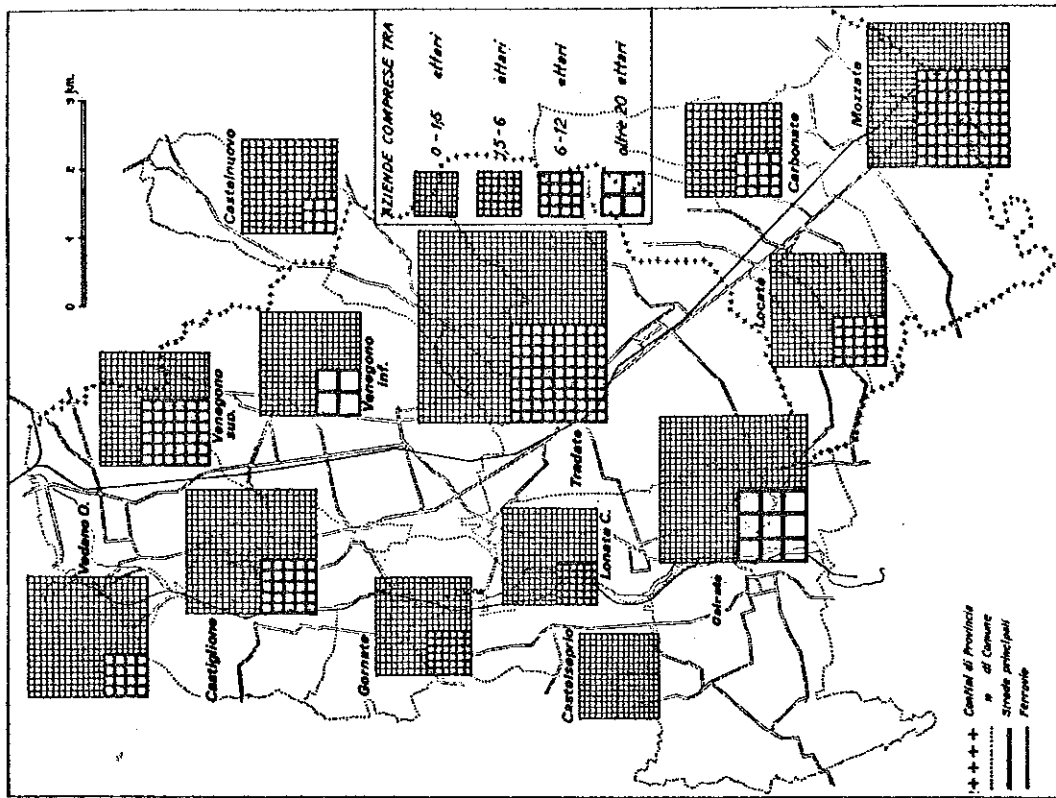 0 2 4 9 km.
AZIENDE COMPRESE TRA
0-1,5 ettari
1,5-6 ettari
6-12 ettari
oltre 20 ettari
Castelnuovo
Carbonate
Mozzate
Venegono sup.
Venegono inf.
Locate
Vedano O.
Tradate
Castiglione
Lonate C.
Gornate
Cairate
Castelseprio
Confini di Provincia
" di Comune
Strade principali
Ferrovie